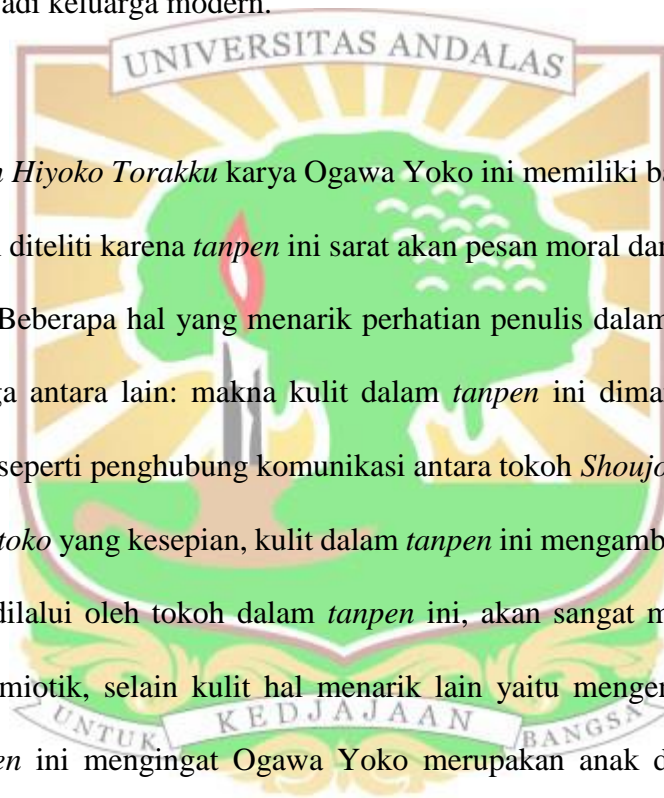 adi keluarga modern.
UNIVERSITAS ANDALAS
Hiyoko Torakku karya Ogawa Yoko ini memiliki ba
diteliti karena tanpen ini sarat akan pesan moral dan
Beberapa hal yang menarik perhatian penulis dalam
ga antara lain: makna kulit dalam tanpen ini dima
seperti penghubung komunikasi antara tokoh Shoujo
toko yang kesepian, kulit dalam tanpen ini mengamb
dilalui oleh tokoh dalam tanpen ini, akan sangat m
miotik, selain kulit hal menarik lain yaitu menge
en ini mengingat Ogawa Yoko merupakan anak d
UNTUK KEDJAJAAN BANGSA